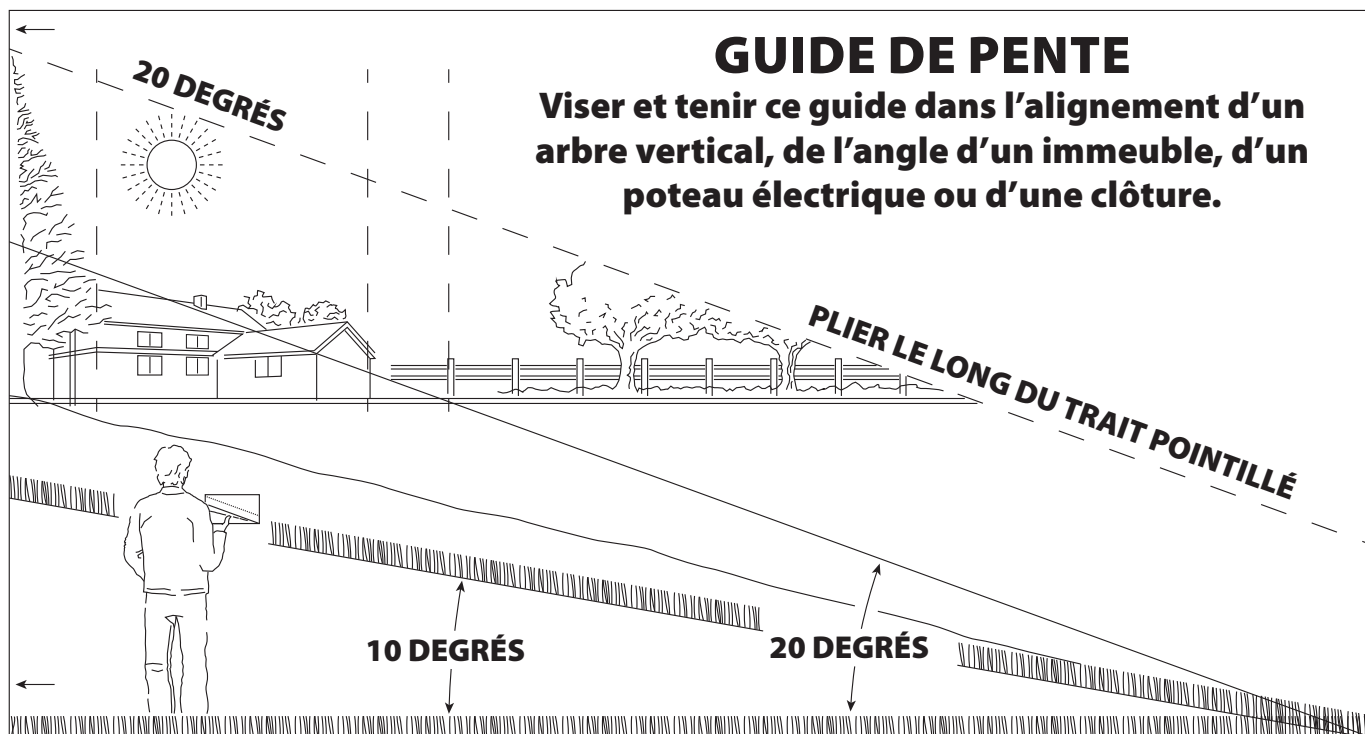 GUIDE DE PENTE
Viser et tenir ce guide dans l’alignement d’un
arbre vertical, de l’angle d’un immeuble, d’un
poteau électrique ou d’une clôture.
20 DEGRÉS
PLIER LE LONG DU TRAIT POINTILLÉ
10 DEGRÉS
20 DEGRÉS